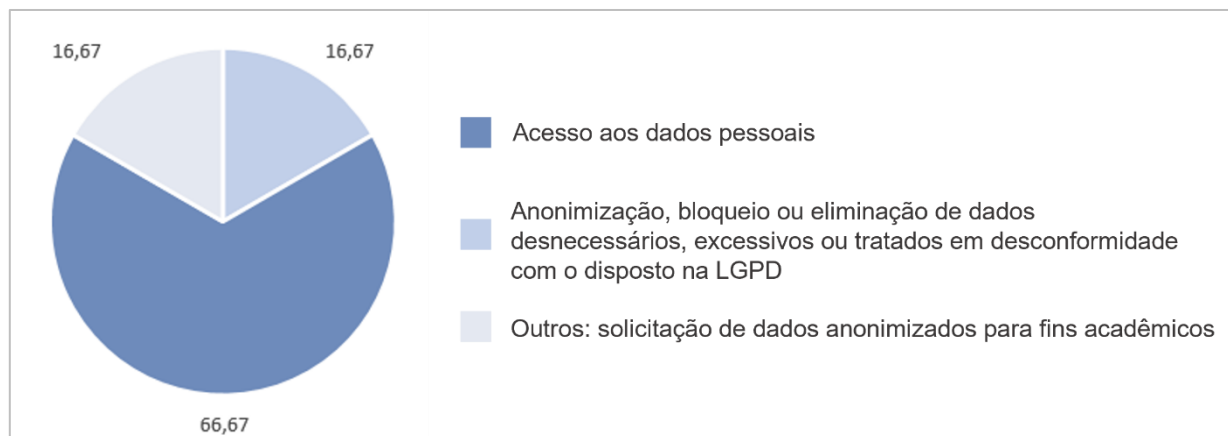 16,67
16,67
66,67
Acesso aos dados pessoais
Anonimização, bloqueio ou eliminação de dados
desnecessários, excessivos ou tratados em desconformidade
com o disposto na LGPD
Outros: solicitação de dados anonimizados para fins acadêmicos